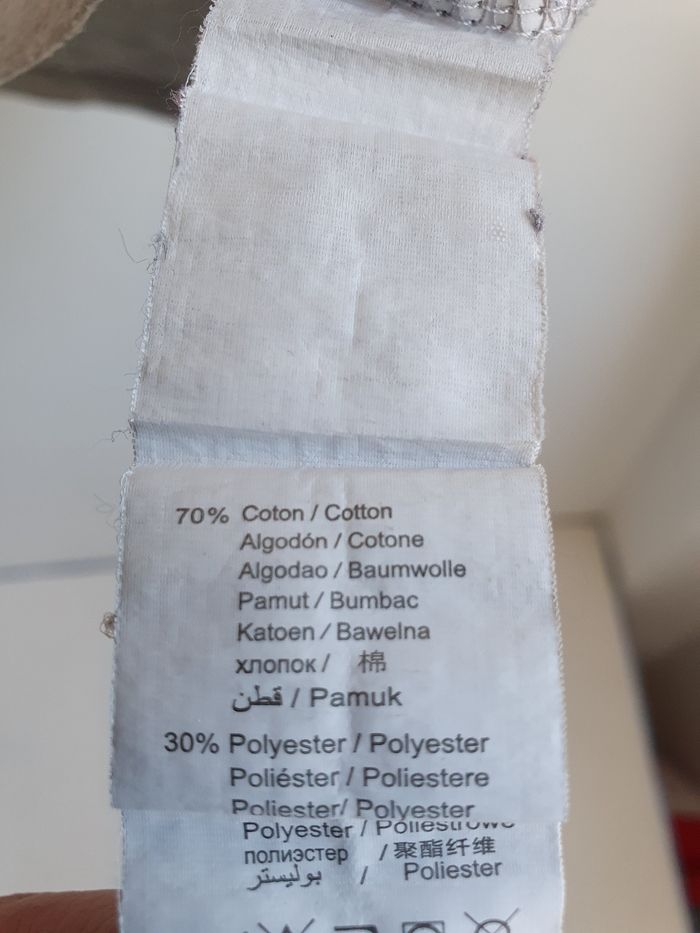 70% Coton / Cotton
Algodón / Cotone
Algodao / Baumwolle
Pamut / Bumbac
Katoen / Bawelna
хлопок / 棉
قطن / Pamuk
30% Polyester / Polyester
Poliéster / Poliestere
Poliester/ Polyester
Polyester / Poliestrowe
полиэстер / 聚酯纤维
بوليستر / Poliester